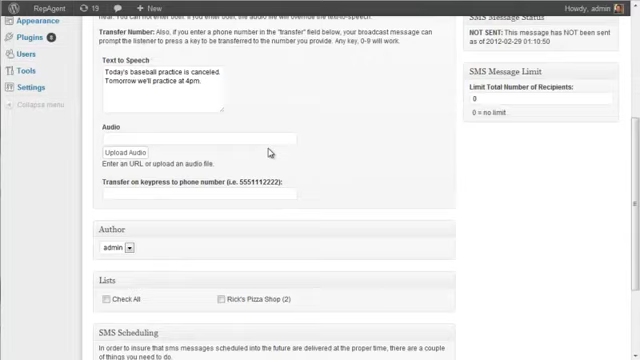 RepAgent 19 New Howdy, admin
Appearance
Plugins 6
Users
Tools
Settings
Collapse menu
Transfer Number: Also, if you enter a phone number in the "transfer" field below, your broadcast message can
prompt the listener to press a key to be transferred to the number you provide. Any key, 0-9 will work.
Text to Speech
Today's baseball practice is canceled.
Tomorrow we'll practice at 4pm.
Audio
Upload Audio
Enter an URL or upload an audio file.
Transfer on keypress to phone number (i.e. 5551112222):
Author
admin
Lists
Check All
Rick's Pizza Shop (2)
SMS Scheduling
In order to insure that sms messages scheduled into the future are delivered at the proper time, there are a couple
of things you need to do.
SMS Message Status
NOT SENT: This message has NOT been sent
as of 2012-02-29 01:10:50
SMS Message Limit
Limit Total Number of Recipients:
0
0 = no limit